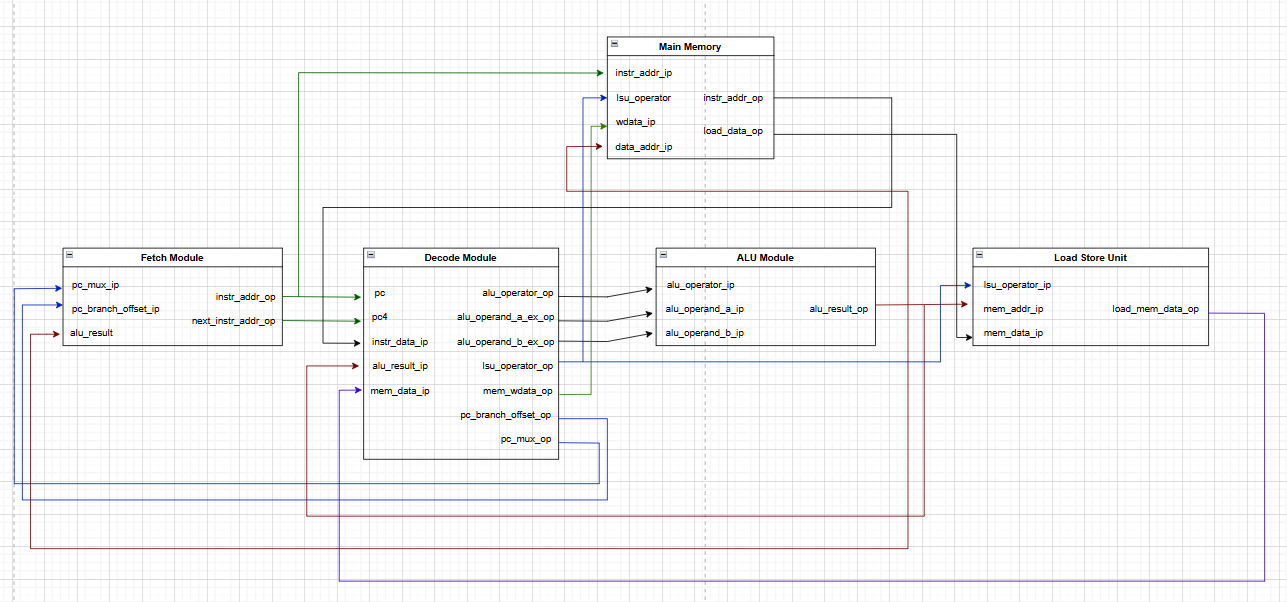 Main Memory
instr_addr_ip
lsu_operator
instr_addr_op
wdata_ip
load_data_op
data_addr_ip
Fetch Module
pc_mux_ip
instr_addr_op
pc_branch_offset_ip
next_instr_addr_op
alu_result
Decode Module
pc
alu_operator_op
pc4
alu_operand_a_ex_op
instr_data_ip
alu_operand_b_ex_op
alu_result_ip
lsu_operator_op
mem_data_ip
mem_wdata_op
pc_branch_offset_op
pc_mux_op
ALU Module
alu_operator_ip
alu_operand_a_ip
alu_result_op
alu_operand_b_ip
Load Store Unit
lsu_operator_ip
mem_addr_ip
load_mem_data_op
mem_data_ip